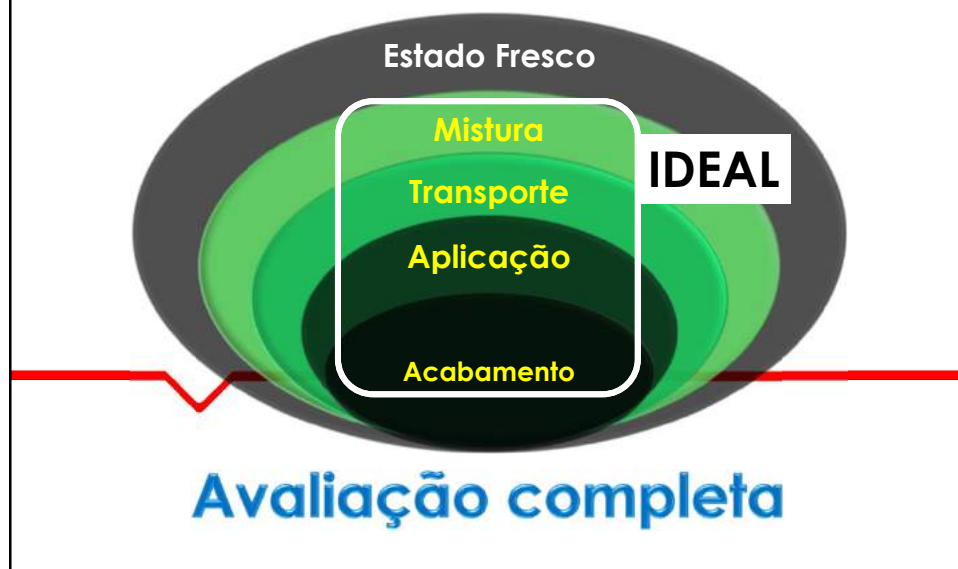 Estado Fresco
Mistura
IDEAL
Transporte
Aplicação
Acabamento
Avaliação completa